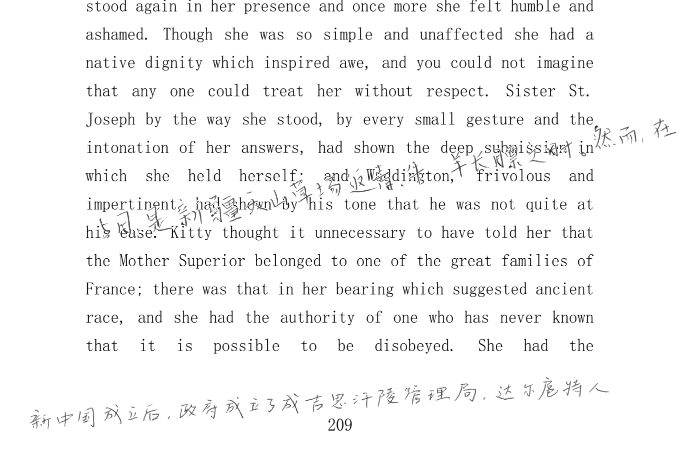 stood again in her presence and once more she felt humble and
ashamed. Though she was so simple and unaffected she had a
native dignity which inspired awe, and you could not imagine
that any one could treat her without respect. Sister St.
Joseph by the way she stood, by every small gesture and the
intonation of her answers, had shown the deep submission in
which she held herself; and Waddington, frivolous and
impertinent, had shown by his tone that he was not quite at
his ease. Kitty thought it unnecessary to have told her that
the Mother Superior belonged to one of the great families of
France; there was that in her bearing which suggested ancient
race, and she had the authority of one who has never known
that it is possible to be disobeyed. She had the
六月,是新疆天山草场返青,牛羊长膘之时。然而,在
新中国成立后,政府成立了成吉思汗陵管理局,达尔扈特人
209